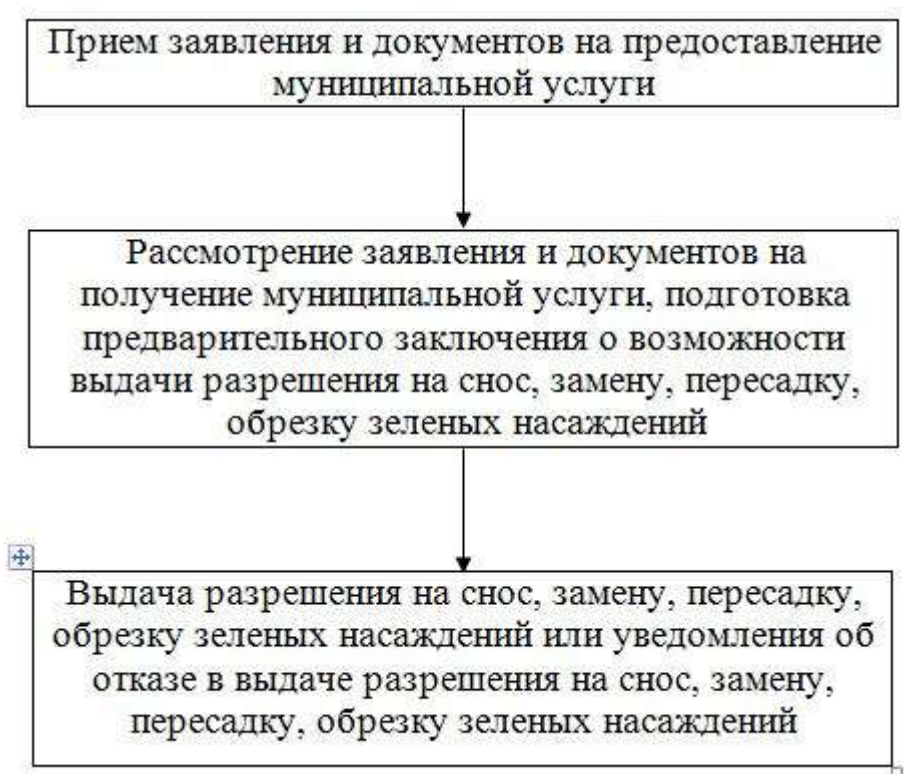 Прием заявления и документов на предоставление
муниципальной услуги
Рассмотрение заявления и документов на
получение муниципальной услуги, подготовка
предварительного заключения о возможности
выдачи разрешения на снос, замену, пересадку,
обрезку зеленых насаждений
Выдача разрешения на снос, замену, пересадку,
обрезку зеленых насаждений или уведомления об
отказе в выдаче разрешения на снос, замену,
пересадку, обрезку зеленых насаждений